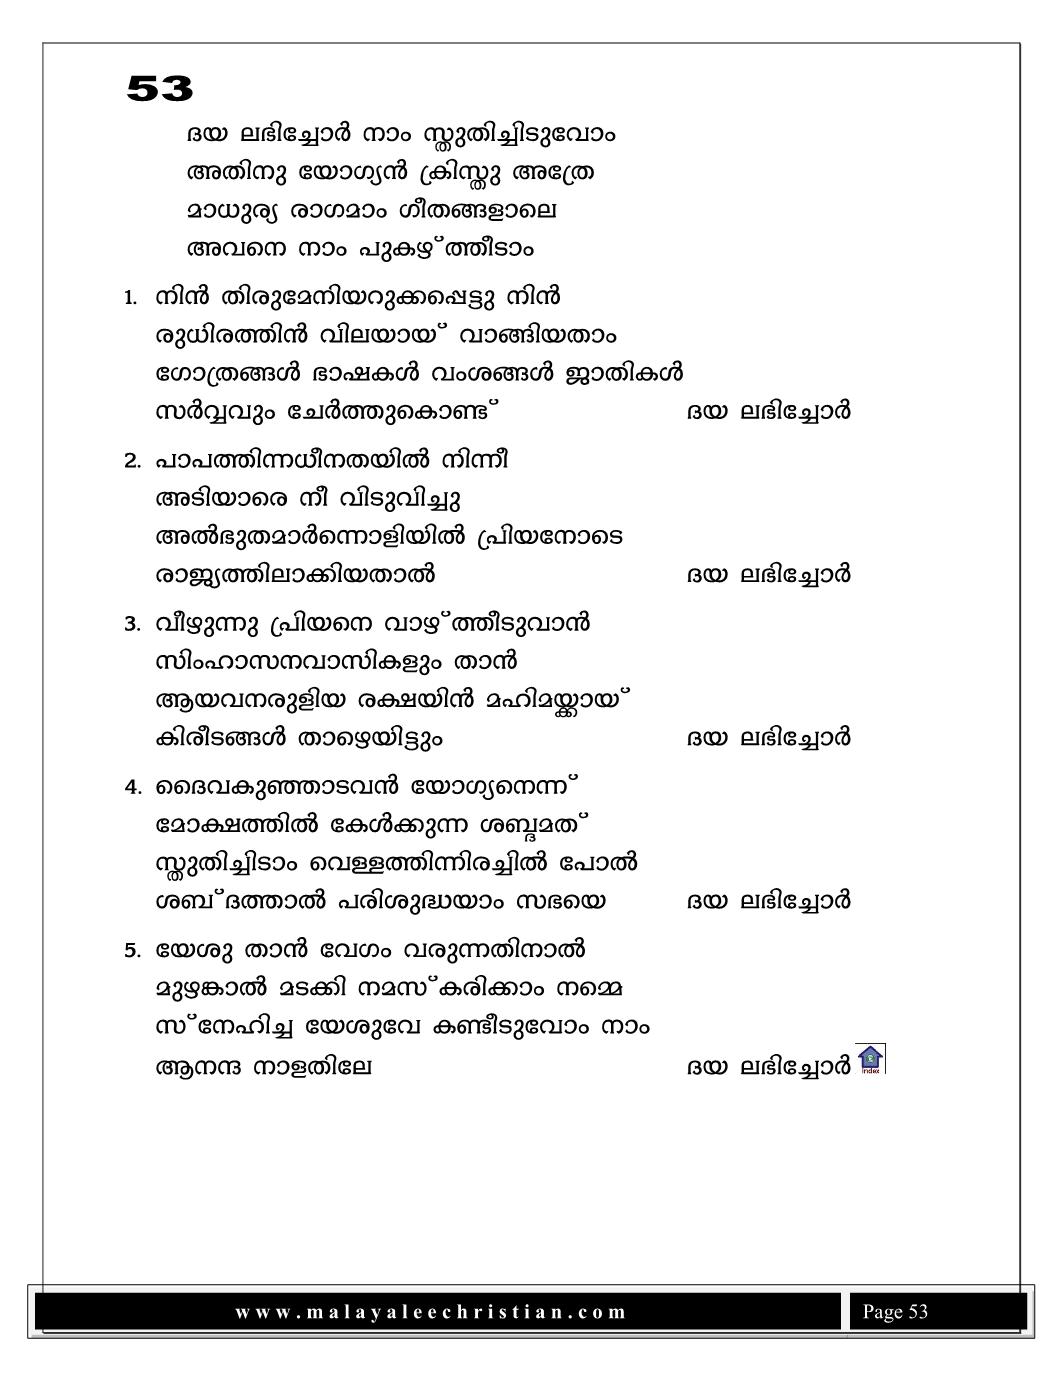 53
ദയ ലഭിച്ചോർ നാം സ്തുതിച്ചിടുവോം
അതിനു യോഗ്യൻ ക്രിസ്തു അത്രേ
മാധുര്യ രാഗമാം ഗീതങ്ങളാലെ
അവനെ നാം പുകഴ്ത്തീടാം
1. നിൻ തിരുമേനിയറുക്കപ്പെട്ടു നിൻ
രുധിരത്തിൻ വിലയായ് വാങ്ങിയതാം
ഗോത്രങ്ങൾ ഭാഷകൾ വംശങ്ങൾ ജാതികൾ
സർവ്വവും ചേർത്തുകൊണ്ട് ദയ ലഭിച്ചോർ
2. പാപത്തിന്നധീനതയിൽ നിന്നീ
അടിയാരെ നീ വിടുവിച്ചു
അൽഭുതമാർന്നൊളിയിൽ പ്രിയനോടെ
രാജ്യത്തിലാക്കിയതാൽ ദയ ലഭിച്ചോർ
3. വീഴുന്നു പ്രിയനെ വാഴ്ത്തീടുവാൻ
സിംഹാസനവാസികളും താൻ
ആയവനരുളിയ രക്ഷയിൻ മഹിമയ്ക്കായ്
കിരീടങ്ങൾ താഴെയിട്ടും ദയ ലഭിച്ചോർ
4. ദൈവകുഞ്ഞാടവൻ യോഗ്യനെന്ന്
മോക്ഷത്തിൽ കേൾക്കുന്ന ശബ്ദമത്
സ്തുതിച്ചിടാം വെള്ളത്തിന്നിരച്ചിൽ പോൽ
ശബ്ദത്താൽ പരിശുദ്ധയാം സഭയെ ദയ ലഭിച്ചോർ
5. യേശു താൻ വേഗം വരുന്നതിനാൽ
മുഴങ്കാൽ മടക്കി നമസ്കരിക്കാം നമ്മെ
സ്നേഹിച്ച യേശുവേ കണ്ടീടുവോം നാം
ആനന്ദ നാളതിലേ ദയ ലഭിച്ചോർ
Index
www.malayaleechristian.com Page 53